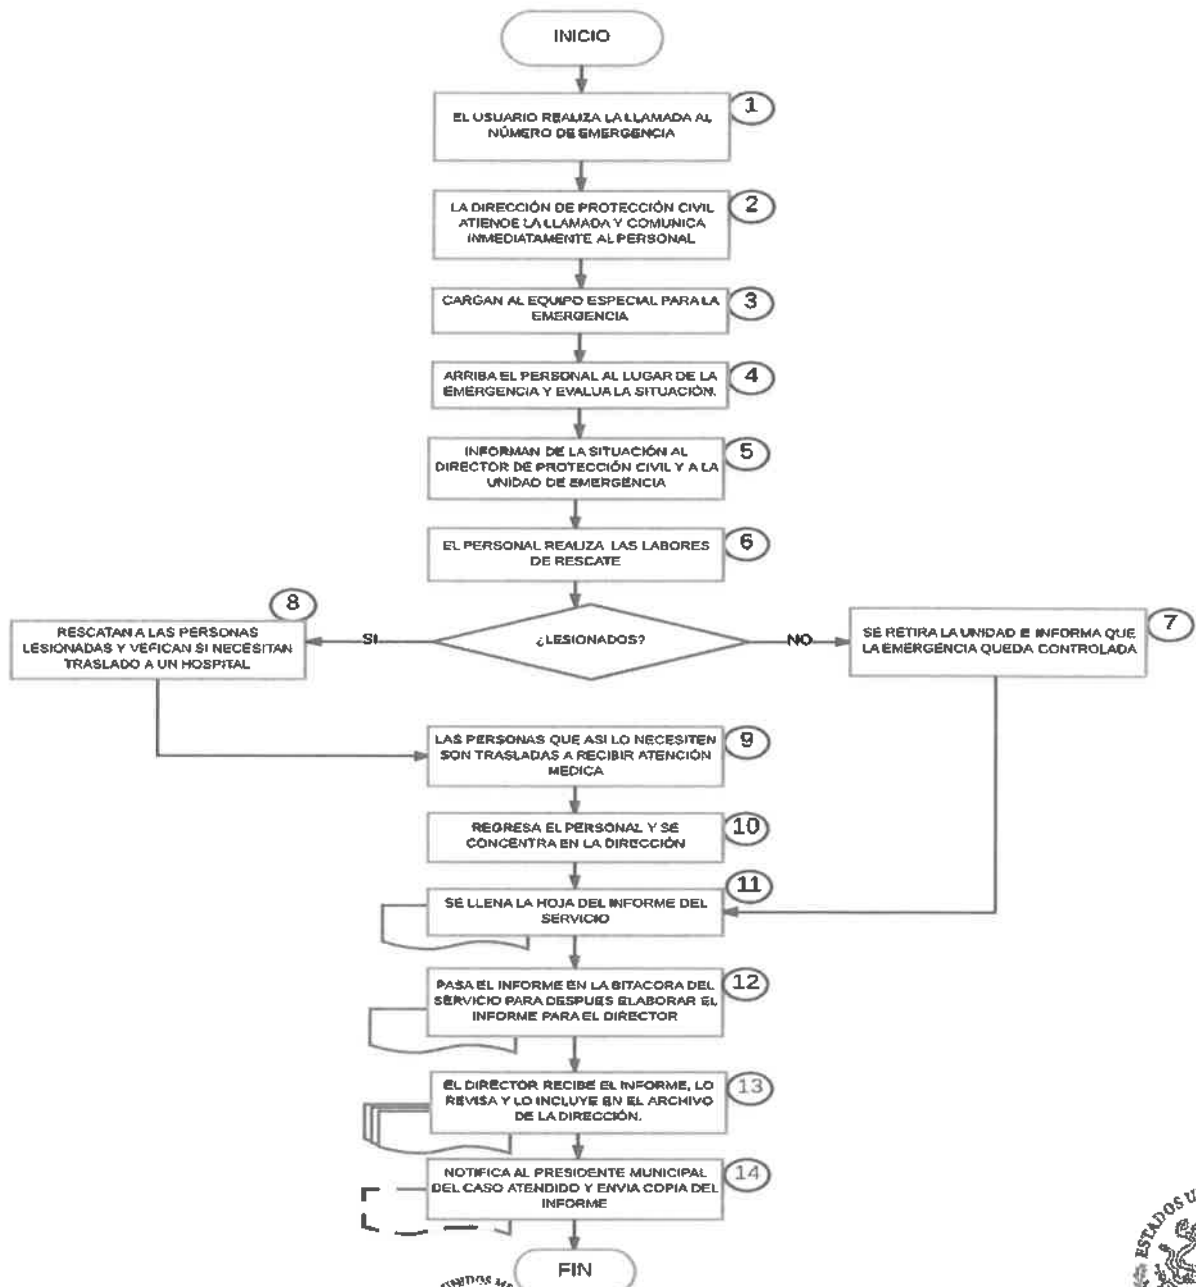 INICIO
1
EL USUARIO REALIZA LA LLAMADA AL
NÚMERO DE EMERGENCIA
2
LA DIRECCIÓN DE PROTECCIÓN CIVIL
ATIENDE LA LLAMADA Y COMUNICA
INMEDIATAMENTE AL PERSONAL
3
CARGAN AL EQUIPO ESPECIAL PARA LA
EMERGENCIA
4
ARRIBA EL PERSONAL AL LUGAR DE LA
EMERGENCIA Y EVALUA LA SITUACIÓN.
5
INFORMAN DE LA SITUACIÓN AL
DIRECTOR DE PROTECCIÓN CIVIL Y A LA
UNIDAD DE EMERGENCIA
6
EL PERSONAL REALIZA LAS LABORES
DE RESCATE
8
RESCATAN A LAS PERSONAS
LESIONADAS Y VEFICAN SI NECESITAN
TRASLADO A UN HOSPITAL
SI
¿LESIONADOS?
NO
7
SE RETIRA LA UNIDAD E INFORMA QUE
LA EMERGENCIA QUEDA CONTROLADA
9
LAS PERSONAS QUE ASI LO NECESITEN
SON TRASLADAS A RECIBIR ATENCIÓN
MEDICA
10
REGRESA EL PERSONAL Y SE
CONCENTRA EN LA DIRECCIÓN
11
SE LLENA LA HOJA DEL INFORME DEL
SERVICIO
12
PASA EL INFORME EN LA BITACORA DEL
SERVICIO PARA DESPUES ELABORAR EL
INFORME PARA EL DIRECTOR
13
EL DIRECTOR RECIBE EL INFORME, LO
REVISA Y LO INCLUYE EN EL ARCHIVO
DE LA DIRECCIÓN.
14
NOTIFICA AL PRESIDENTE MUNICIPAL
DEL CASO ATENDIDO Y ENVIA COPIA DEL
INFORME
FIN
ESTADOS U
UNIDOS ME